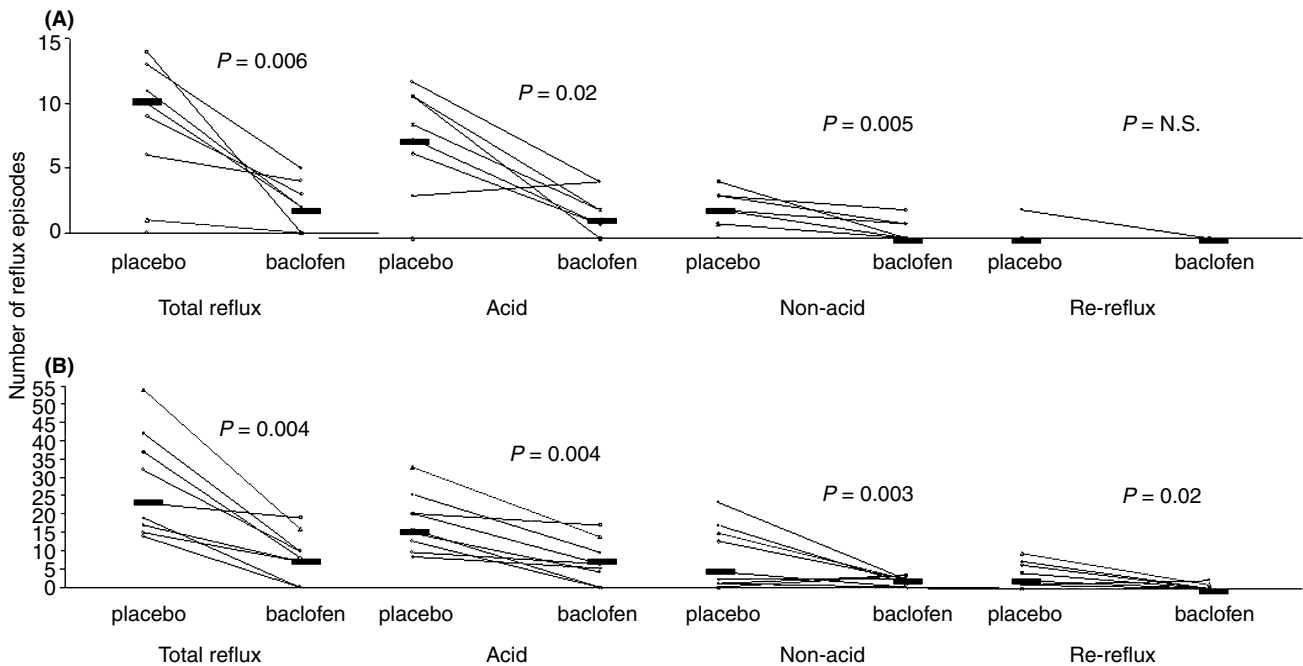 (A)
Number of reflux episodes
15
10
5
0
P = 0.006
P = 0.02
P = 0.005
P = N.S.
placebo baclofen placebo baclofen placebo baclofen placebo baclofen
Total reflux Acid Non-acid Re-reflux
(B)
55
50
45
40
35
30
25
20
15
10
5
0
P = 0.004
P = 0.004
P = 0.003
P = 0.02
placebo baclofen placebo baclofen placebo baclofen placebo baclofen
Total reflux Acid Non-acid Re-reflux